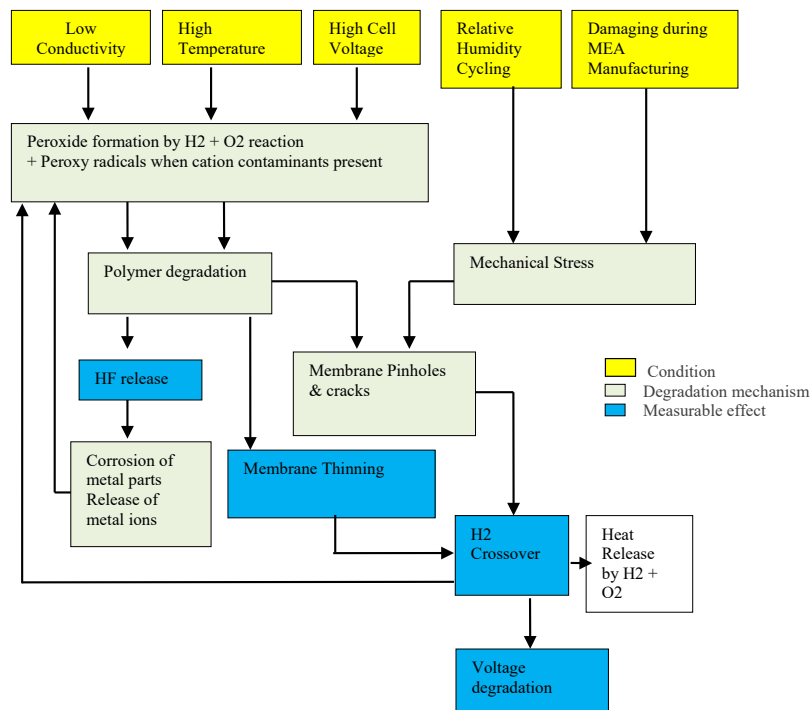 Low
Conductivity
High
Temperature
High Cell
Voltage
Relative
Humidity
Cycling
Damaging during
MEA
Manufacturing
Peroxide formation by H2 + O2 reaction
+ Peroxy radicals when cation contaminants present
Polymer degradation
Mechanical Stress
HF release
Membrane Pinholes
& cracks
Condition
Degradation mechanism
Measurable effect
Corrosion of
metal parts
Release of
metal ions
Membrane Thinning
H2
Crossover
Heat
Release
by H2 +
O2
Voltage
degradation